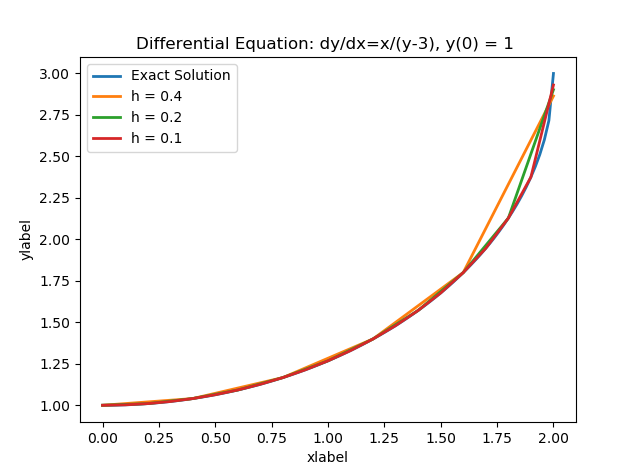 Differential Equation: dy/dx=x/(y-3), y(0) = 1
Exact Solution
h = 0.4
h = 0.2
h = 0.1
3.00
2.75
2.50
2.25
2.00
1.75
1.50
1.25
1.00
ylabel
0.00 0.25 0.50 0.75 1.00 1.25 1.50 1.75 2.00
xlabel